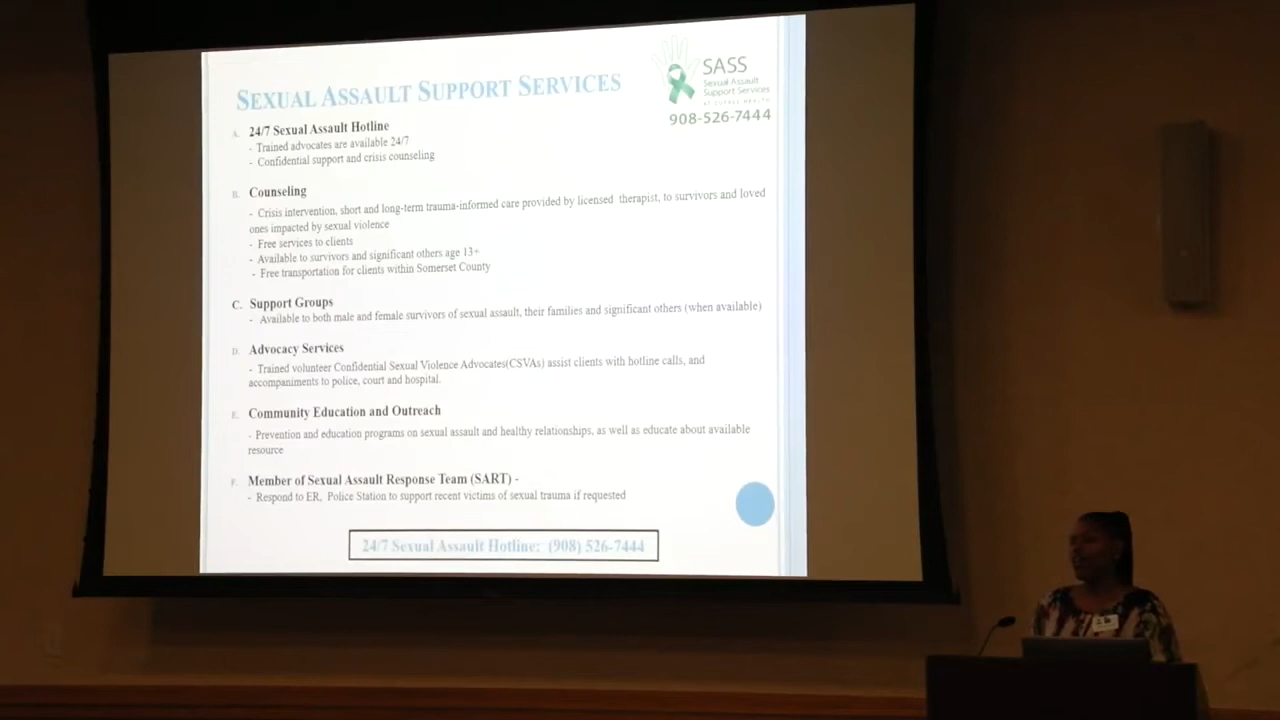 SEXUAL ASSAULT SUPPORT SERVICES
SASS
Sexual Assault
Support Services
908-526-7444
A. 24/7 Sexual Assault Hotline
- Trained advocates are available 24/7
- Confidential support and crisis counseling
B. Counseling
- Crisis intervention, short and long-term trauma-informed care provided by licensed therapist, to survivors and loved
ones impacted by sexual violence
- Free services to clients
- Available to survivors and significant others age 13+
- Free transportation for clients within Somerset County
C. Support Groups
- Available to both male and female survivors of sexual assault, their families and significant others (when available)
D. Advocacy Services
- Trained volunteer Confidential Sexual Violence Advocates(CSVAs) assist clients with hotline calls, and
accompaniments to police, court and hospital.
E. Community Education and Outreach
- Prevention and education programs on sexual assault and healthy relationships, as well as educate about available
resource
F. Member of Sexual Assault Response Team (SART) -
- Respond to ER, Police Station to support recent victims of sexual trauma if requested
24/7 Sexual Assault Hotline: (908) 526-7444